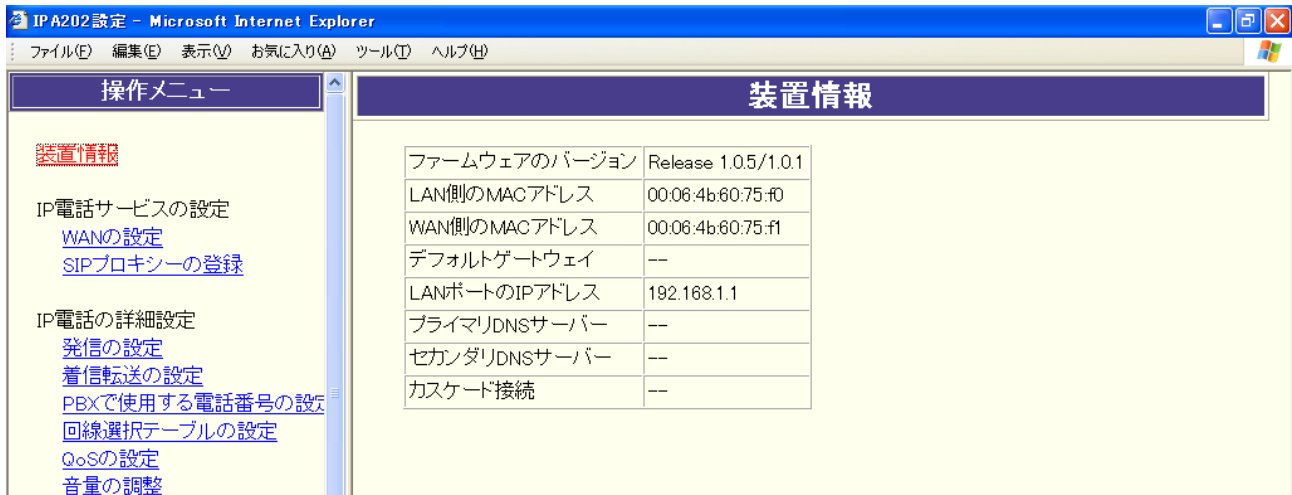 IPA202設定 - Microsoft Internet Explorer
ファイル(F) 編集(E) 表示(V) お気に入り(A) ツール(T) ヘルプ(H)
操作メニュー
装置情報
IP電話サービスの設定
WANの設定
SIPプロキシーの登録
IP電話の詳細設定
発信の設定
着信転送の設定
PBXで使用する電話番号の設定
回線選択テーブルの設定
QoSの設定
音量の調整
装置情報
ファームウェアのバージョン Release 1.0.5/1.0.1
LAN側のMACアドレス 00:06:4b:60:75:f0
WAN側のMACアドレス 00:06:4b:60:75:f1
デフォルトゲートウェイ --
LANポートのIPアドレス 192.168.1.1
プライマリDNSサーバー --
セカンダリDNSサーバー --
カスケード接続 --